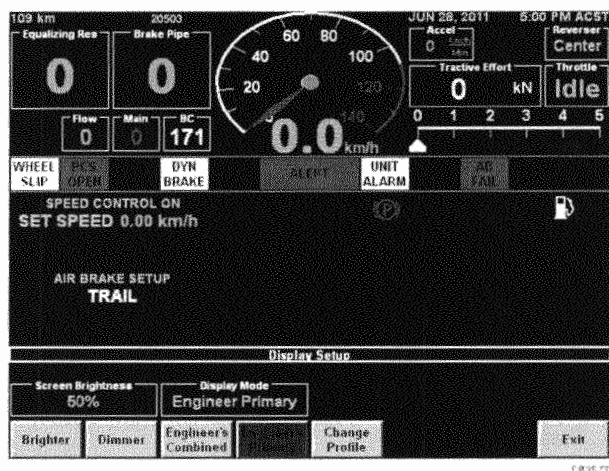 109 km 20503 JUN 28, 2011 5:00 PM ACST
Equalizing Res Brake Pipe Accel Reverser
0 0 0 Center
Tractive Effort Throttle
0 kN Idle
Flow Main BC
0 0 171
20 40 60 80 100 120 140
0.0 km/h
0 1 2 3 4 5
WHEEL SLIP PCS OPEN DYN BRAKE ALERT UNIT ALARM
SPEED CONTROL ON
SET SPEED 0.00 km/h
P
AIR BRAKE SETUP
TRAIL
Display Setup
Screen Brightness Display Mode
50% Engineer Primary
Brighter Dimmer Engineer's Combined Change Profile Exit